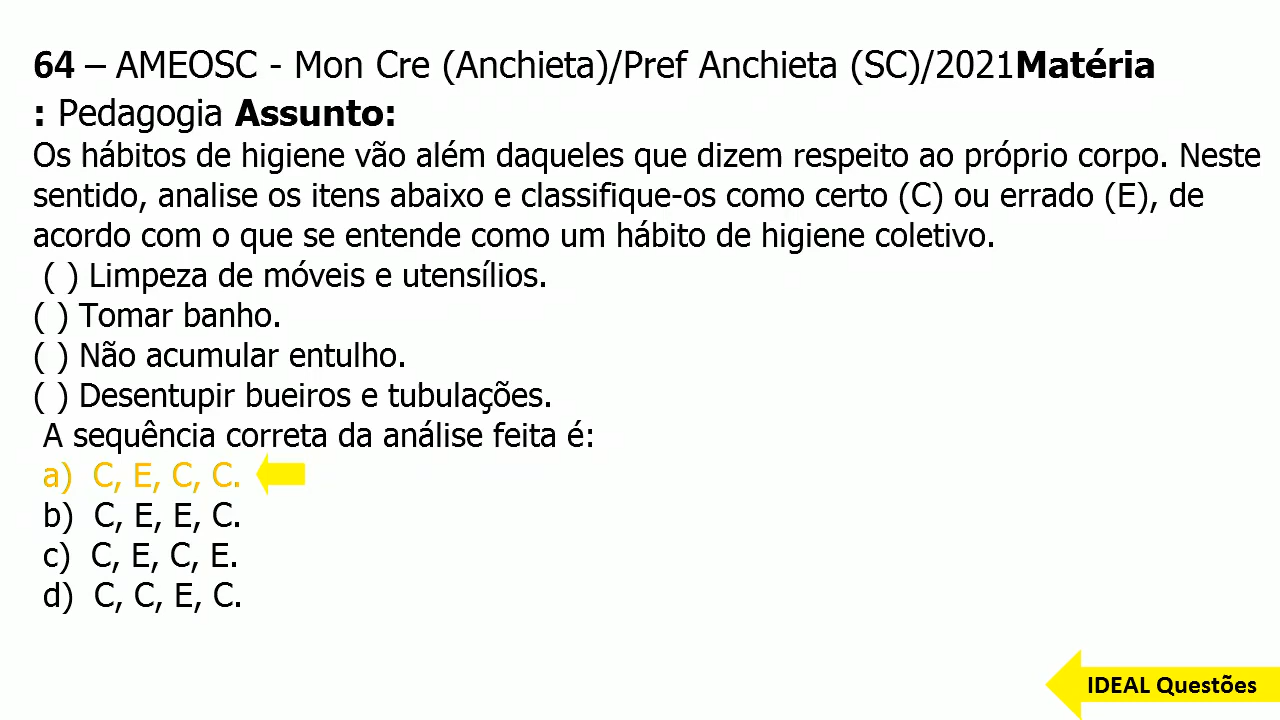 64 – AMEOSC - Mon Cre (Anchieta)/Pref Anchieta (SC)/2021Matéria
: Pedagogia Assunto:
Os hábitos de higiene vão além daqueles que dizem respeito ao próprio corpo. Neste
sentido, analise os itens abaixo e classifique-os como certo (C) ou errado (E), de
acordo com o que se entende como um hábito de higiene coletivo.
( ) Limpeza de móveis e utensílios.
( ) Tomar banho.
( ) Não acumular entulho.
( ) Desentupir bueiros e tubulações.
A sequência correta da análise feita é:
a) C, E, C, C.
b) C, E, E, C.
c) C, E, C, E.
d) C, C, E, C.
IDEAL Questões